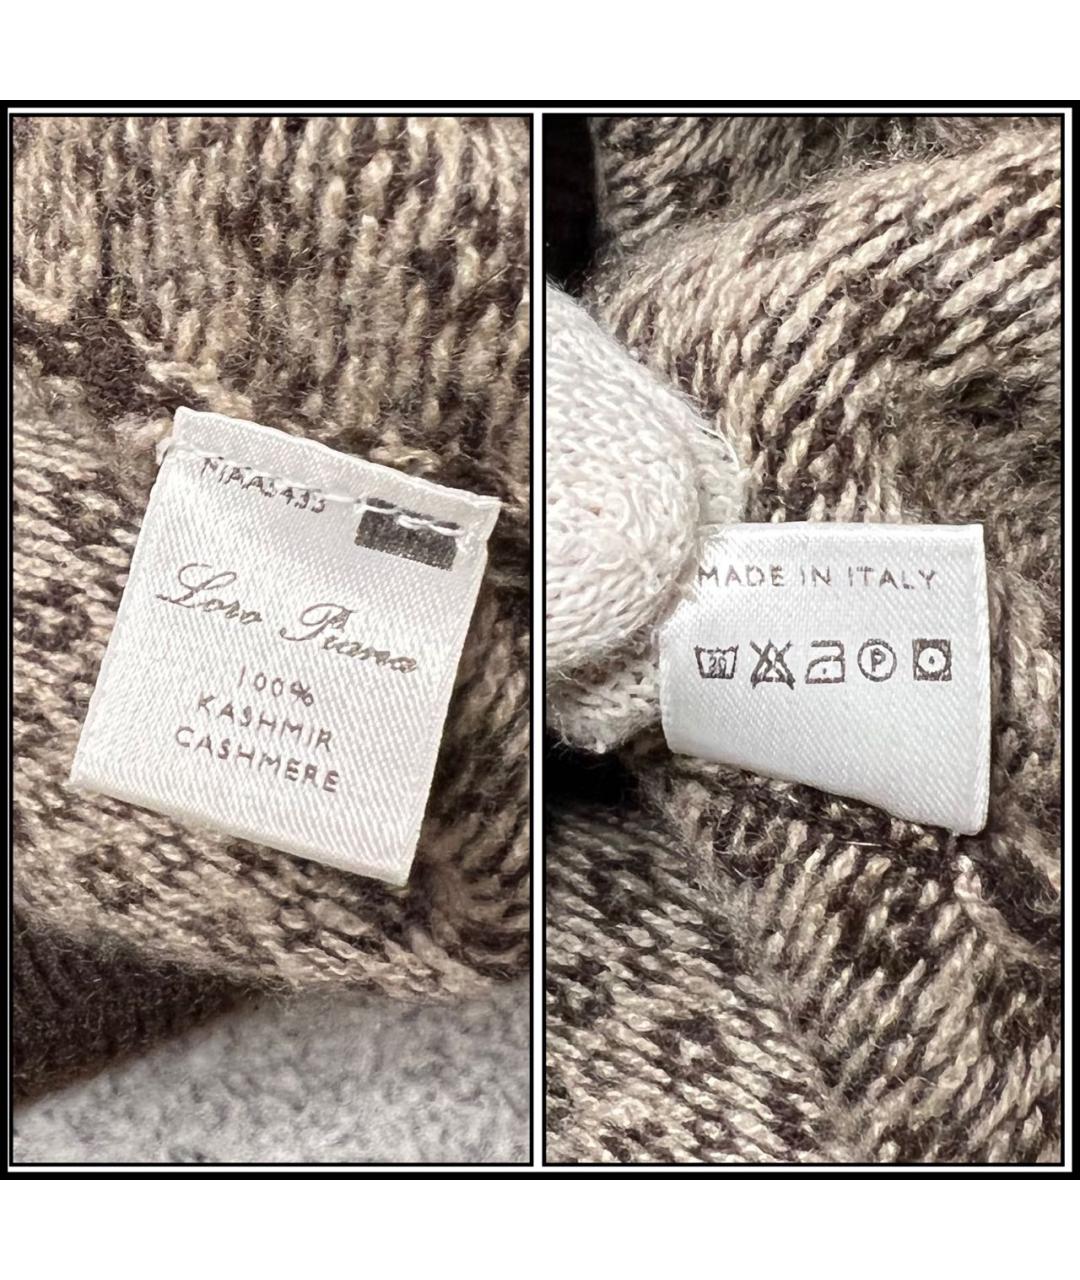 Loro Piana
100%
KASHMIR
CASHMERE
MADE IN ITALY
P